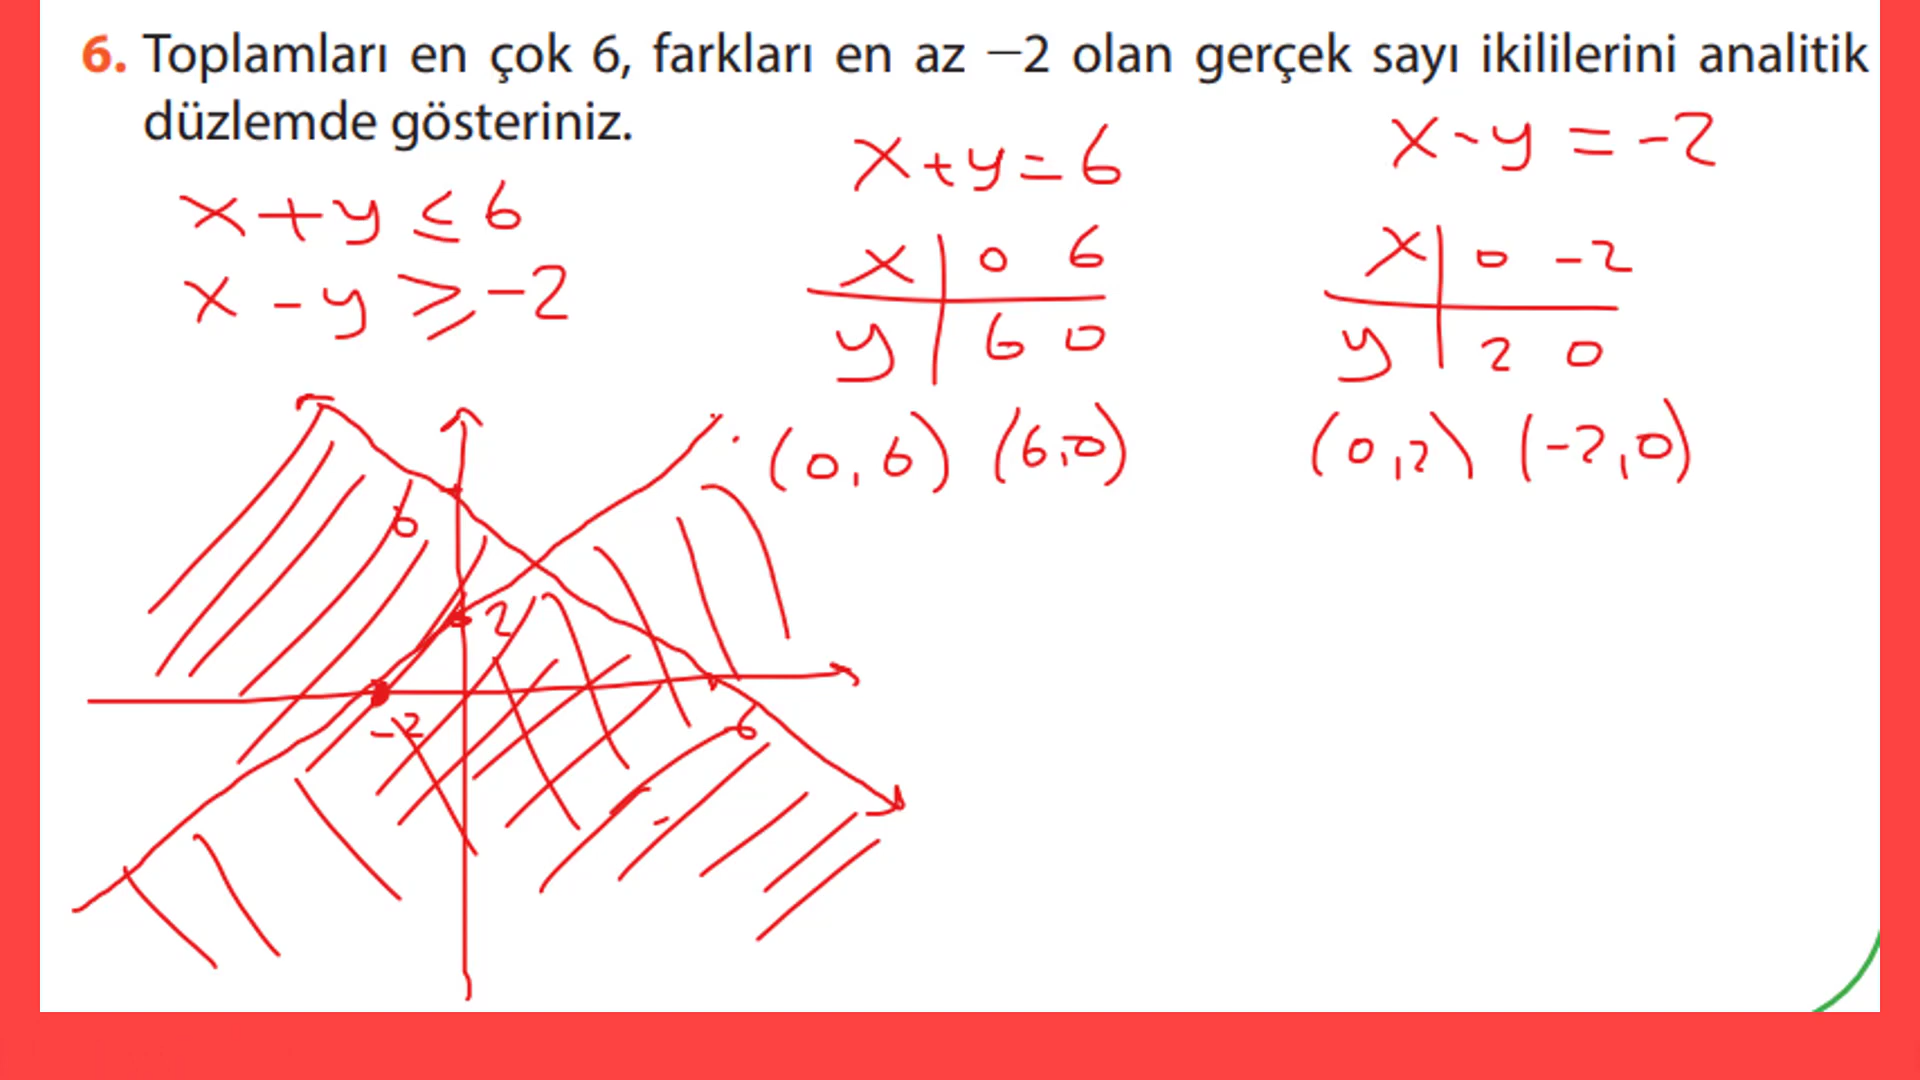 6. Toplamları en çok 6, farkları en az −2 olan gerçek sayı ikililerini analitik
düzlemde gösteriniz.
x+y≤6
x-y≥-2
x+y=6
x | 0 6
y | 6 0
(0,6) (6,0)
x-y=-2
x | 0 -2
y | 2 0
(0,2) (-2,0)
6
2
-2
6